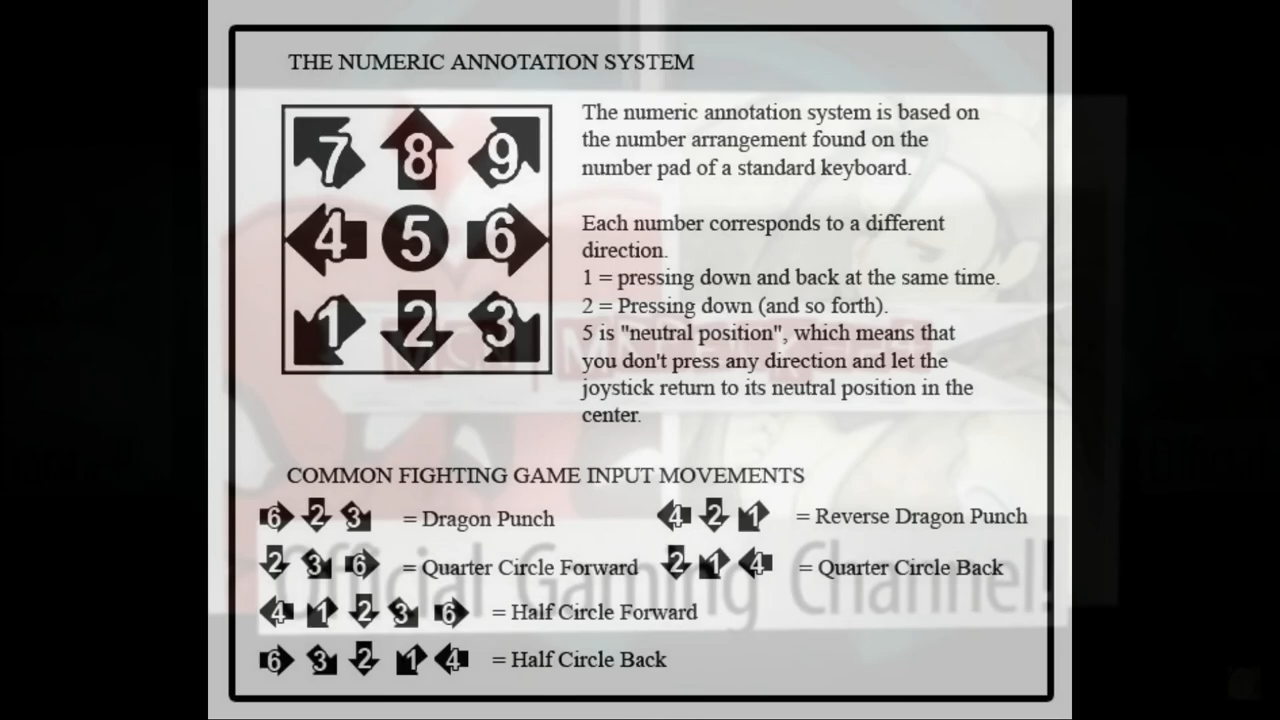 THE NUMERIC ANNOTATION SYSTEM
7 8 9
4 5 6
1 2 3
The numeric annotation system is based on
the number arrangement found on the
number pad of a standard keyboard.
Each number corresponds to a different
direction.
1 = pressing down and back at the same time.
2 = Pressing down (and so forth).
5 is "neutral position", which means that
you don't press any direction and let the
joystick return to its neutral position in the
center.
COMMON FIGHTING GAME INPUT MOVEMENTS
6 2 3 = Dragon Punch
4 2 1 = Reverse Dragon Punch
2 3 6 = Quarter Circle Forward
2 1 4 = Quarter Circle Back
4 1 2 3 6 = Half Circle Forward
6 3 2 1 4 = Half Circle Back
Official Gaming Channel!